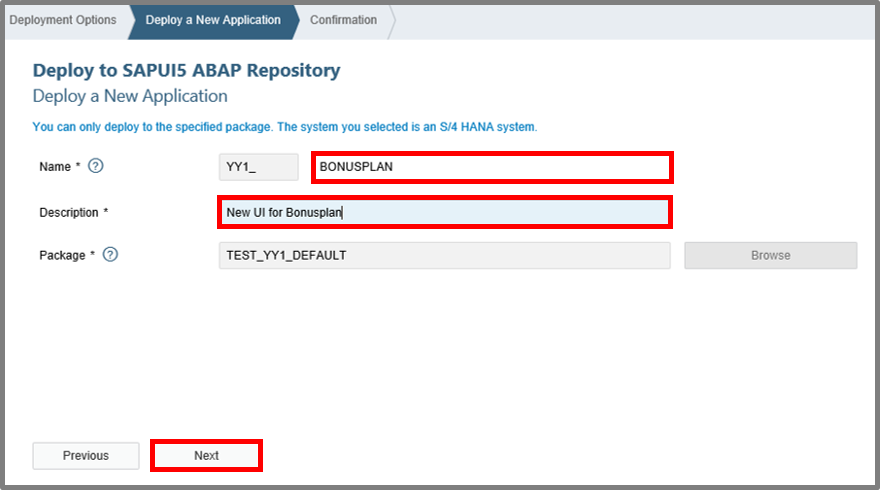 Deployment Options
Deploy a New Application
Confirmation
Deploy to SAPUI5 ABAP Repository
Deploy a New Application
You can only deploy to the specified package. The system you selected is an S/4 HANA system.
Name * ? YY1_ BONUSPLAN
Description * New UI for Bonusplan
Package * ? TEST_YY1_DEFAULT Browse
Previous Next